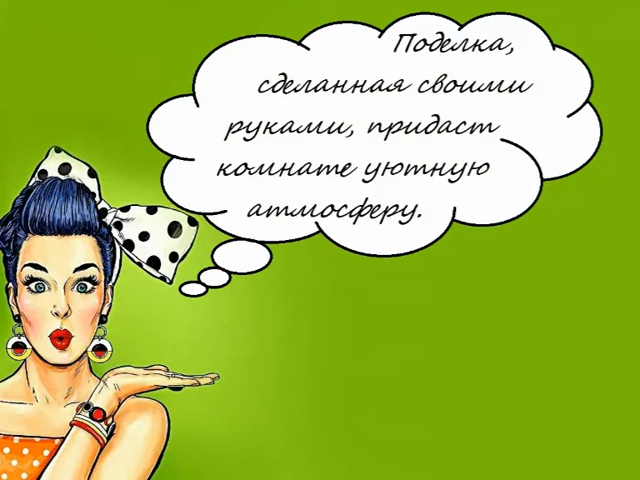 Поделка,
сделанная своими
руками, придаст
комнате уютную
атмосферу.